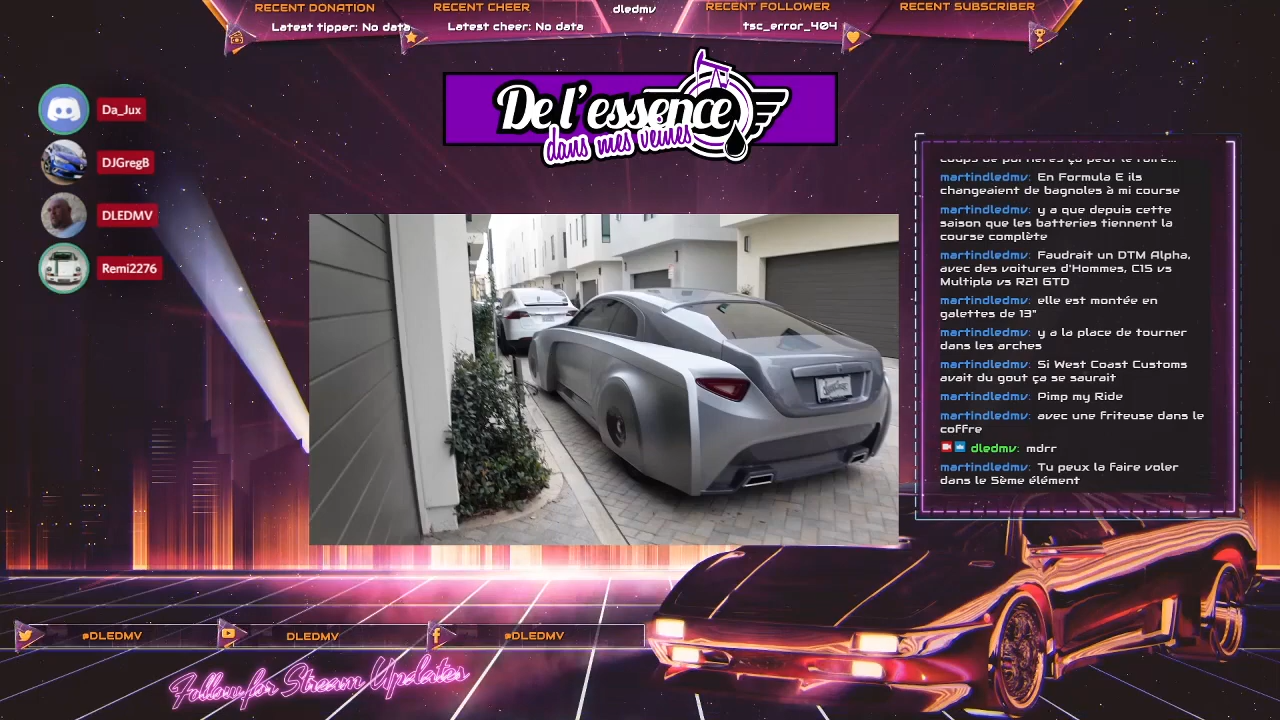 RECENT DONATION
RECENT CHEER
dledmv
RECENT FOLLOWER
RECENT SUBSCRIBER
Latest tipper: No data
Latest cheer: No data
tsc_error_404
De l'essence
dans mes veines
Da_Jux
DJGregB
DLEDMV
Remi2276
martindledmv: En Formula E ils
changeaient de bagnoles à mi course
martindledmv: y a que depuis cette
saison que les batteries tiennent la
course complète
martindledmv: Faudrait un DTM Alpha,
avec des voitures d'Hommes, C15 vs
Multipla vs R21 GTD
martindledmv: elle est montée en
galettes de 13"
martindledmv: y a la place de tourner
dans les arches
martindledmv: Si West Coast Customs
avait du gout ça se saurait
martindledmv: Pimp my Ride
martindledmv: avec une friteuse dans le
coffre
dledmv: mdrr
martindledmv: Tu peux la faire voler
dans le 5ème élément
@DLEDMV
DLEDMV
@DLEDMV
Follow for Stream Updates